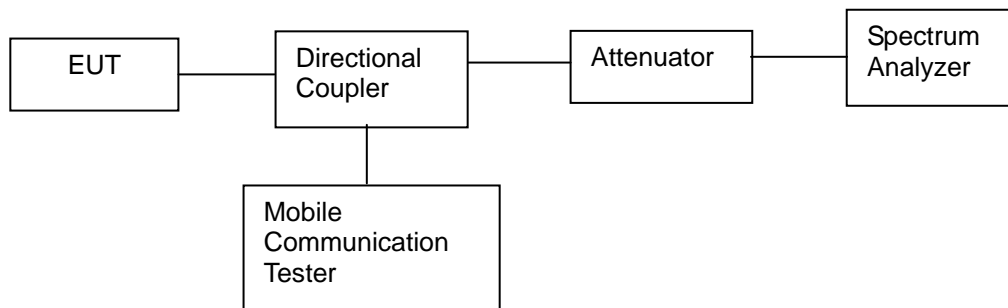 EUT
Directional
Coupler
Attenuator
Spectrum
Analyzer
Mobile
Communication
Tester